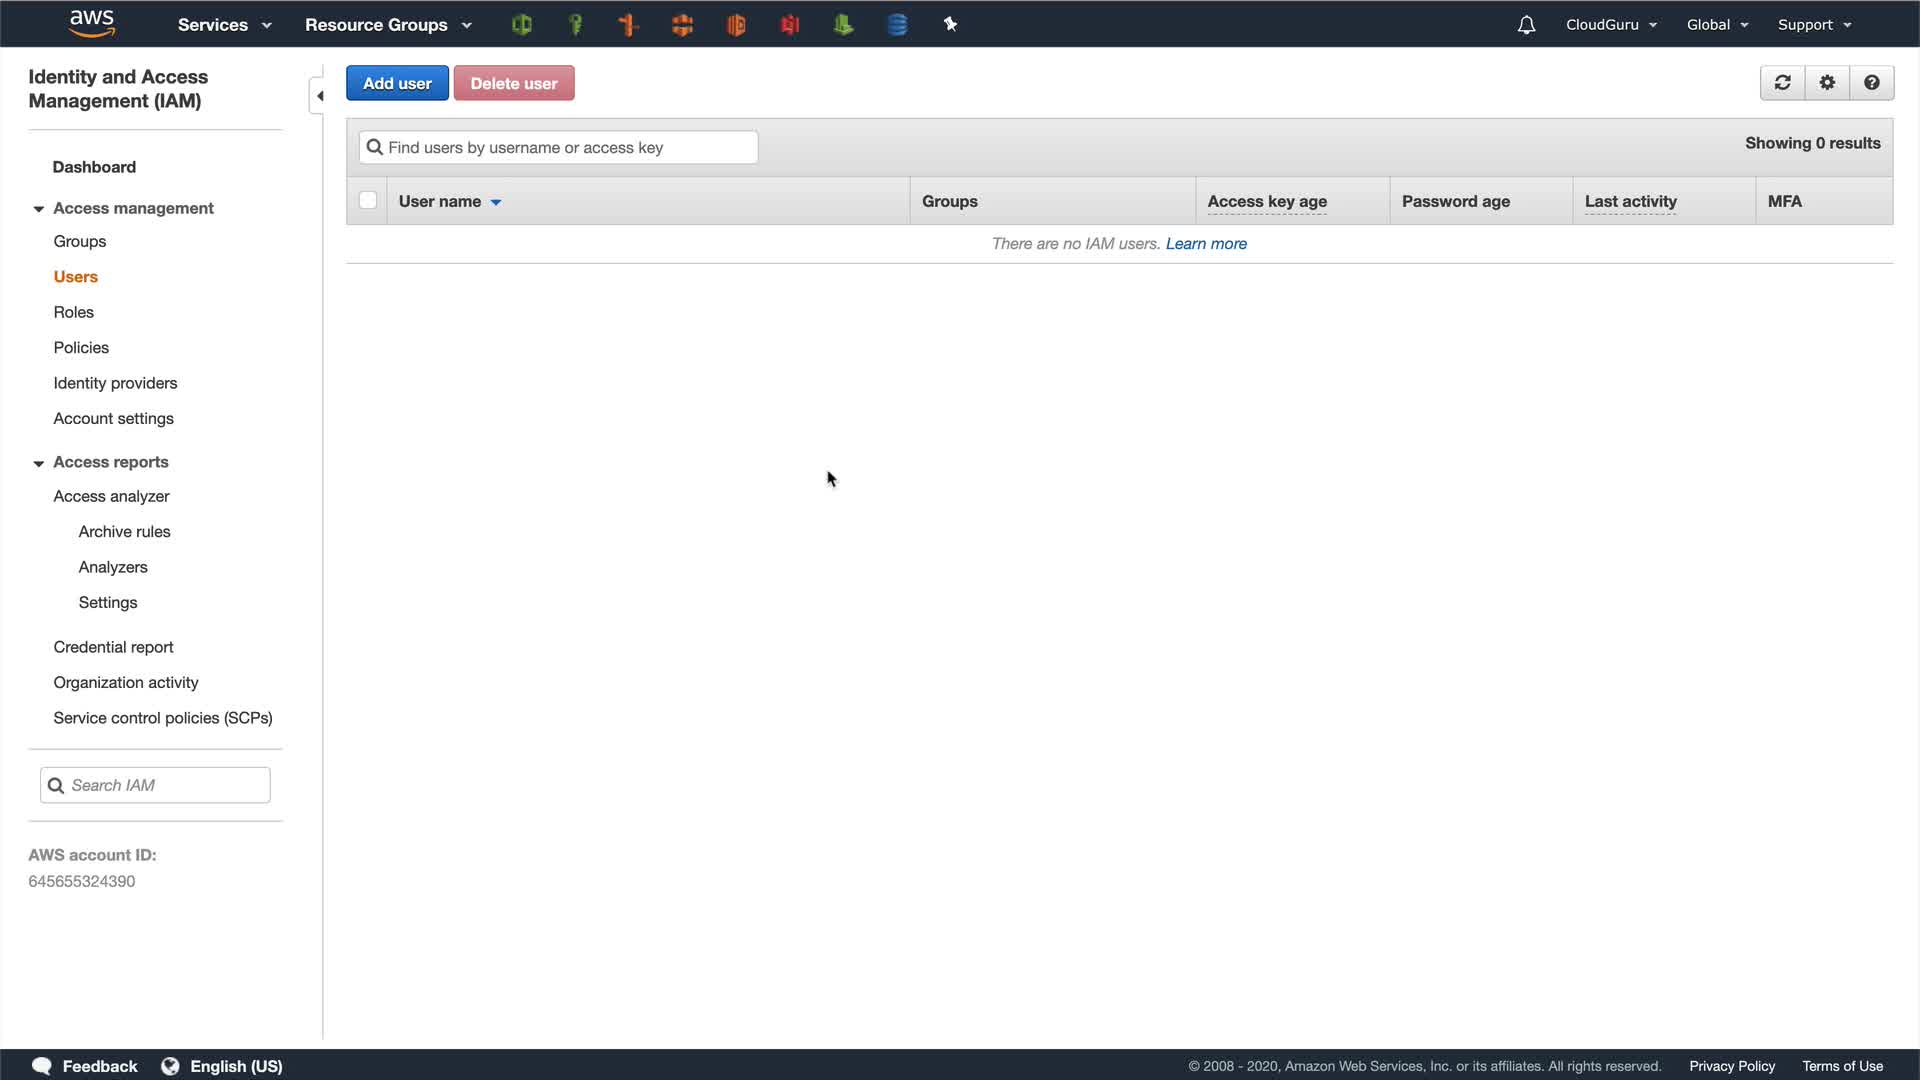 aws Services Resource Groups CloudGuru Global Support
Identity and Access
Management (IAM)
Add user Delete user
Find users by username or access key
Showing 0 results
User name Groups Access key age Password age Last activity MFA
There are no IAM users. Learn more
Dashboard
Access management
Groups
Users
Roles
Policies
Identity providers
Account settings
Access reports
Access analyzer
Archive rules
Analyzers
Settings
Credential report
Organization activity
Service control policies (SCPs)
Search IAM
AWS account ID:
645655324390
Feedback English (US) © 2008 - 2020, Amazon Web Services, Inc. or its affiliates. All rights reserved. Privacy Policy Terms of Use